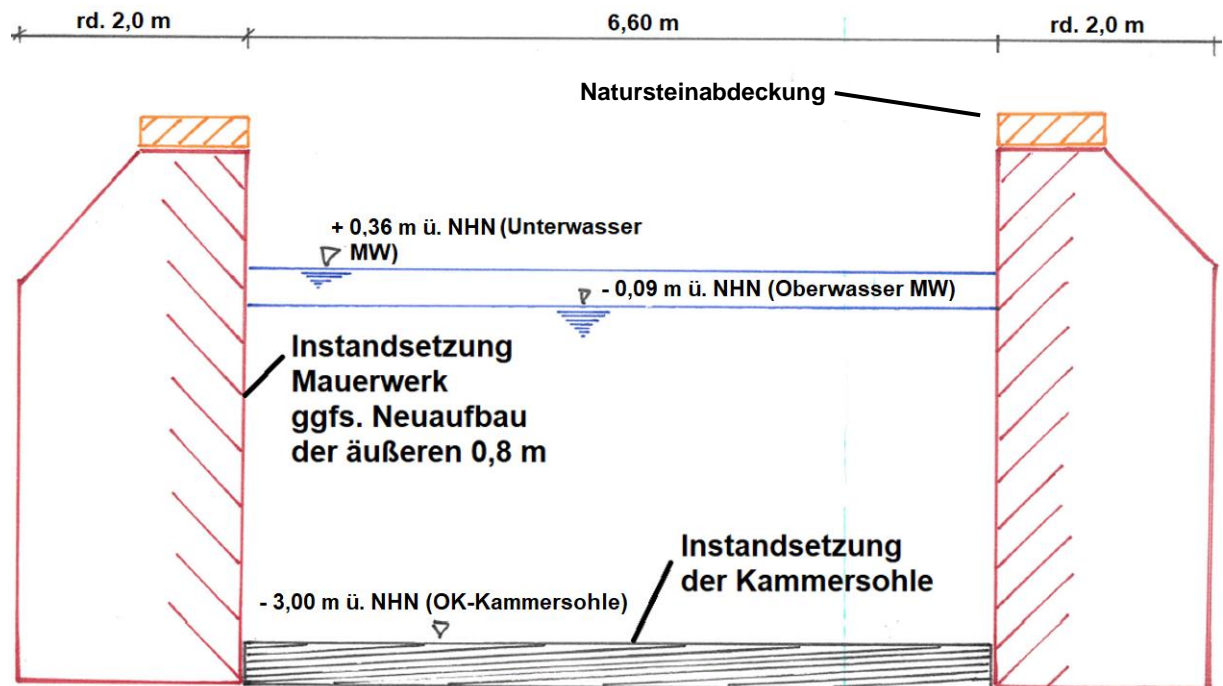 rd. 2,0 m
6,60 m
rd. 2,0 m
Natursteinabdeckung
+ 0,36 m ü. NHN (Unterwasser
MW)
- 0,09 m ü. NHN (Oberwasser MW)
Instandsetzung
Mauerwerk
ggfs. Neuaufbau
der äußeren 0,8 m
Instandsetzung
der Kammersohle
- 3,00 m ü. NHN (OK-Kammersohle)